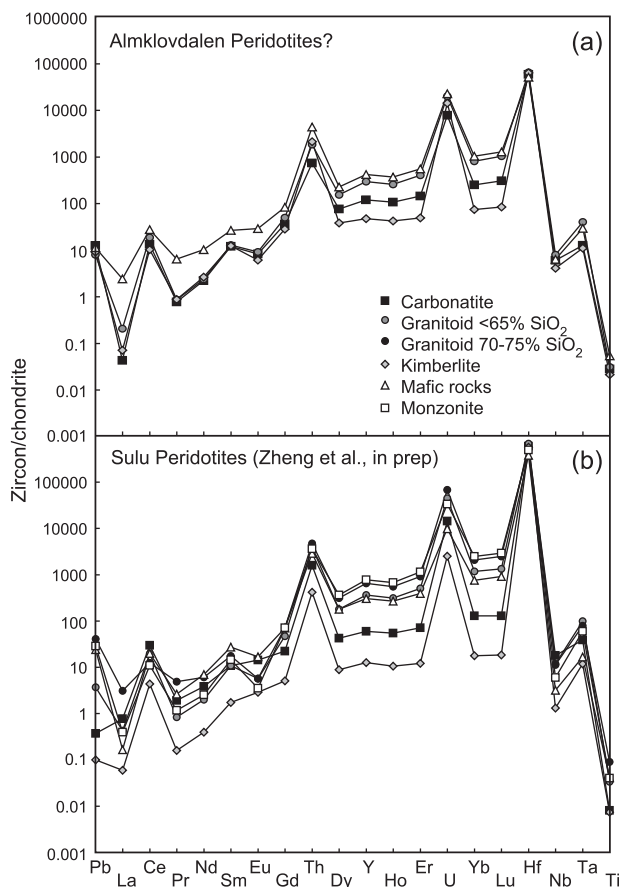 1000000
100000
10000
1000
100
10
1
0.1
0.01
0.001
Almklovdalen Peridotites?
(a)
Carbonatite
Granitoid <65% SiO2
Granitoid 70-75% SiO2
Kimberlite
Mafic rocks
Monzonite
Zircon/chondrite
Sulu Peridotites (Zheng et al., in prep)
(b)
100000
10000
1000
100
10
1
0.1
0.01
0.001
Pb La Ce Pr Nd Sm Eu Gd Th Dy Y Ho Er U Yb Lu Hf Nb Ta Ti